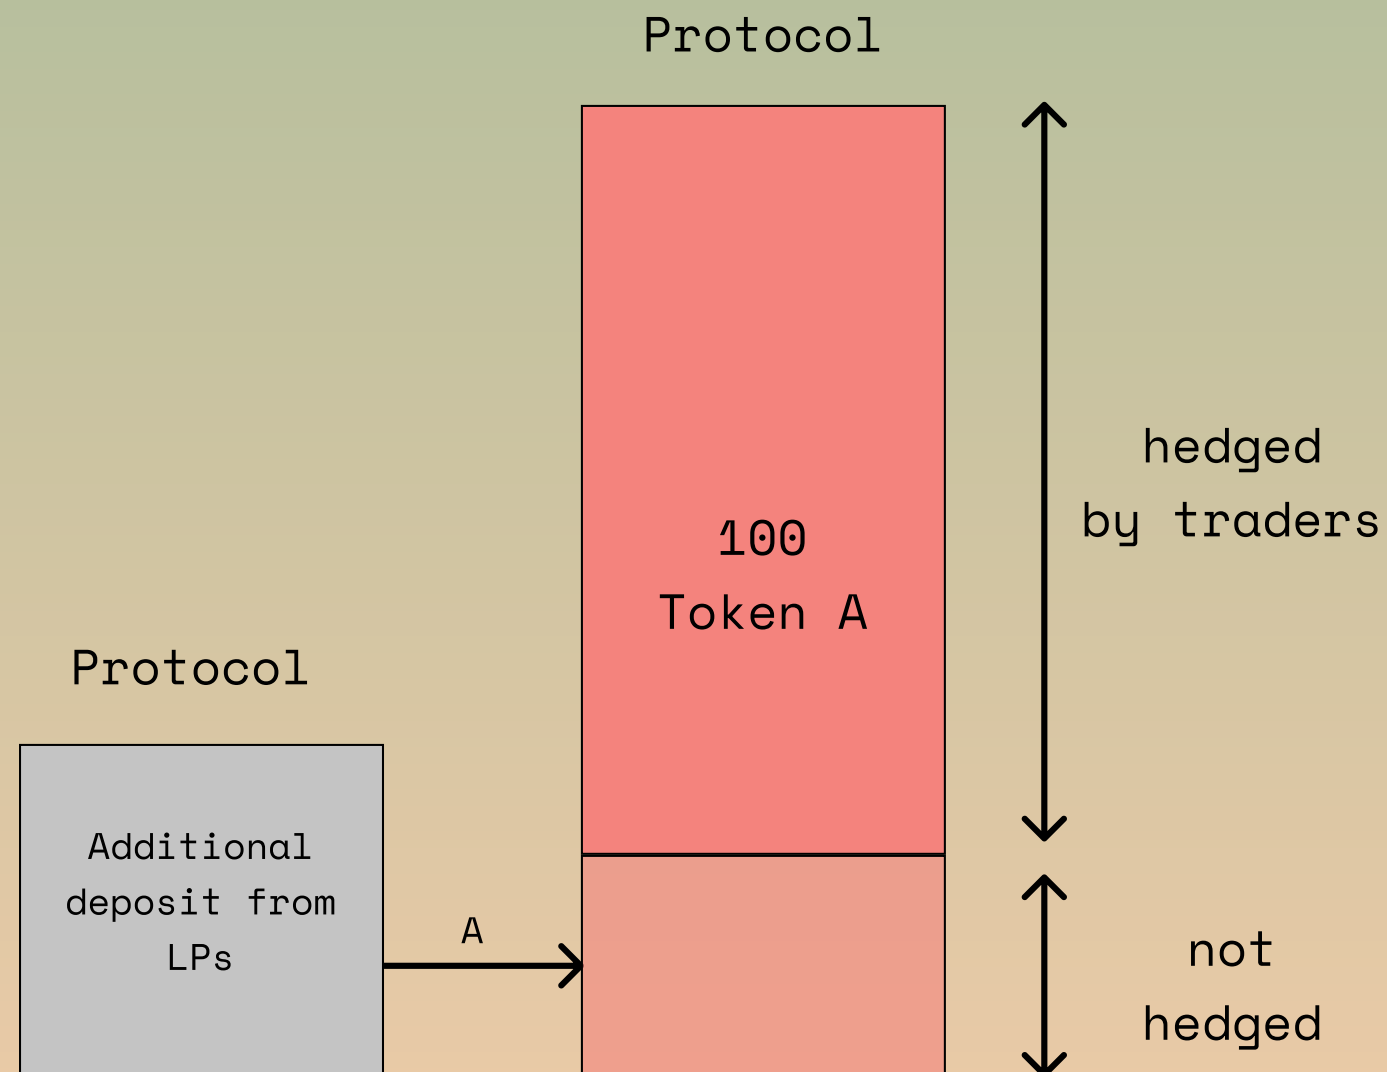 Protocol
100
Token A
hedged
by traders
Protocol
Additional
deposit from
LPs
A
not
hedged